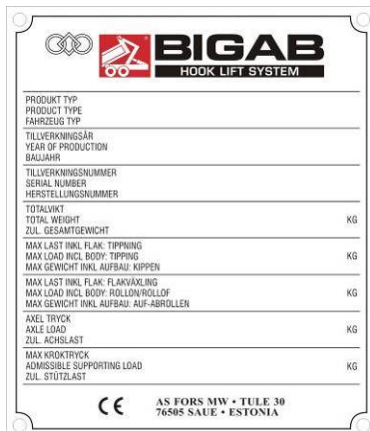 BIGAB
HOOK LIFT SYSTEM
PRODUKT TYP
PRODUCT TYPE
FAHRZEUG TYP
TILLVERKNINGSÅR
YEAR OF PRODUCTION
BAUJAHR
TILLVERKNINGSNUMMER
SERIAL NUMBER
HERSTELLUNGSNUMMER
TOTALVIKT
TOTAL WEIGHT KG
ZUL. GESAMTGEWICHT
MAX LAST INKL FLAK: TIPPNING
MAX LOAD INCL BODY: TIPPING KG
MAX GEWICHT INKL AUFBAU: KIPPEN
MAX LAST INKL FLAK: FLAKVÄXLING
MAX LOAD INCL BODY: ROLLON/ROLLOF KG
MAX GEWICHT INKL AUFBAU: AUF-ABROLLEN
AXEL TRYCK
AXLE LOAD KG
ZUL. ACHSLAST
MAX KROKTRYCK
ADMISSIBLE SUPPORTING LOAD KG
ZUL. STÜTZLAST
CE AS FORS MW • TULE 30
76505 SAUE • ESTONIA